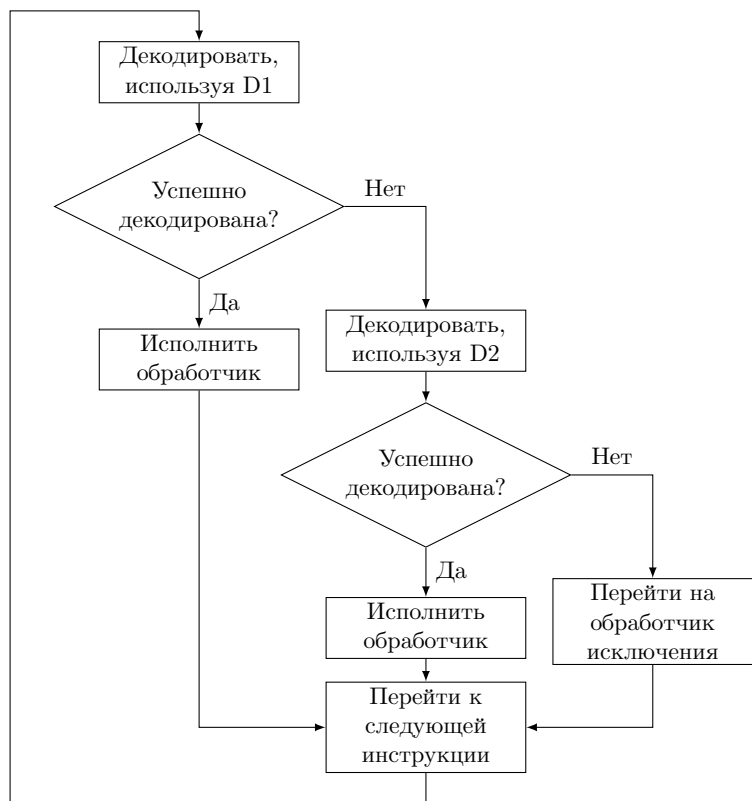 Декодировать,
используя D1
Успешно
декодирована?
Нет
Да
Исполнить
обработчик
Декодировать,
используя D2
Успешно
декодирована?
Нет
Да
Исполнить
обработчик
Перейти на
обработчик
исключения
Перейти к
следующей
инструкции